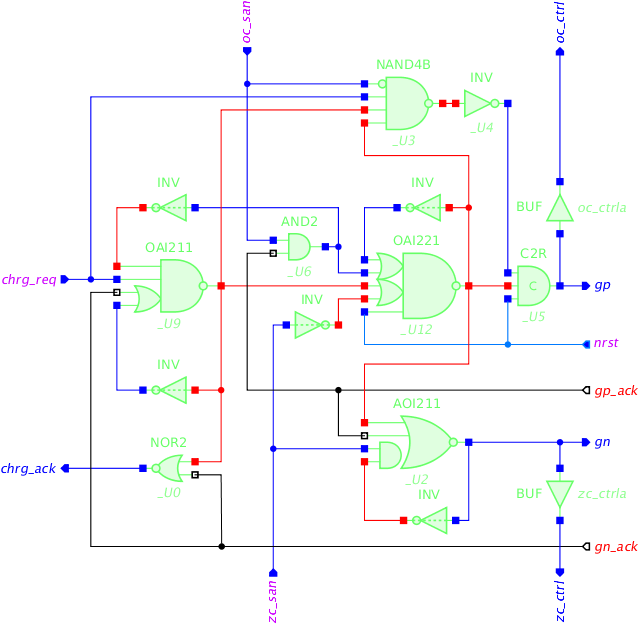 oc_san
oc_ctrl
NAND4B
INV
_U3
_U4
INV
INV
BUF
oc_ctrla
AND2
OAI211
OAI221
C2R
_U6
chrg_req
C
gp
INV
_U9
_U12
_U5
nrst
INV
gp_ack
AOI211
NOR2
gn
chrg_ack
_U0
_U2
INV
BUF
zc_ctrla
gn_ack
zc_san
zc_ctrl